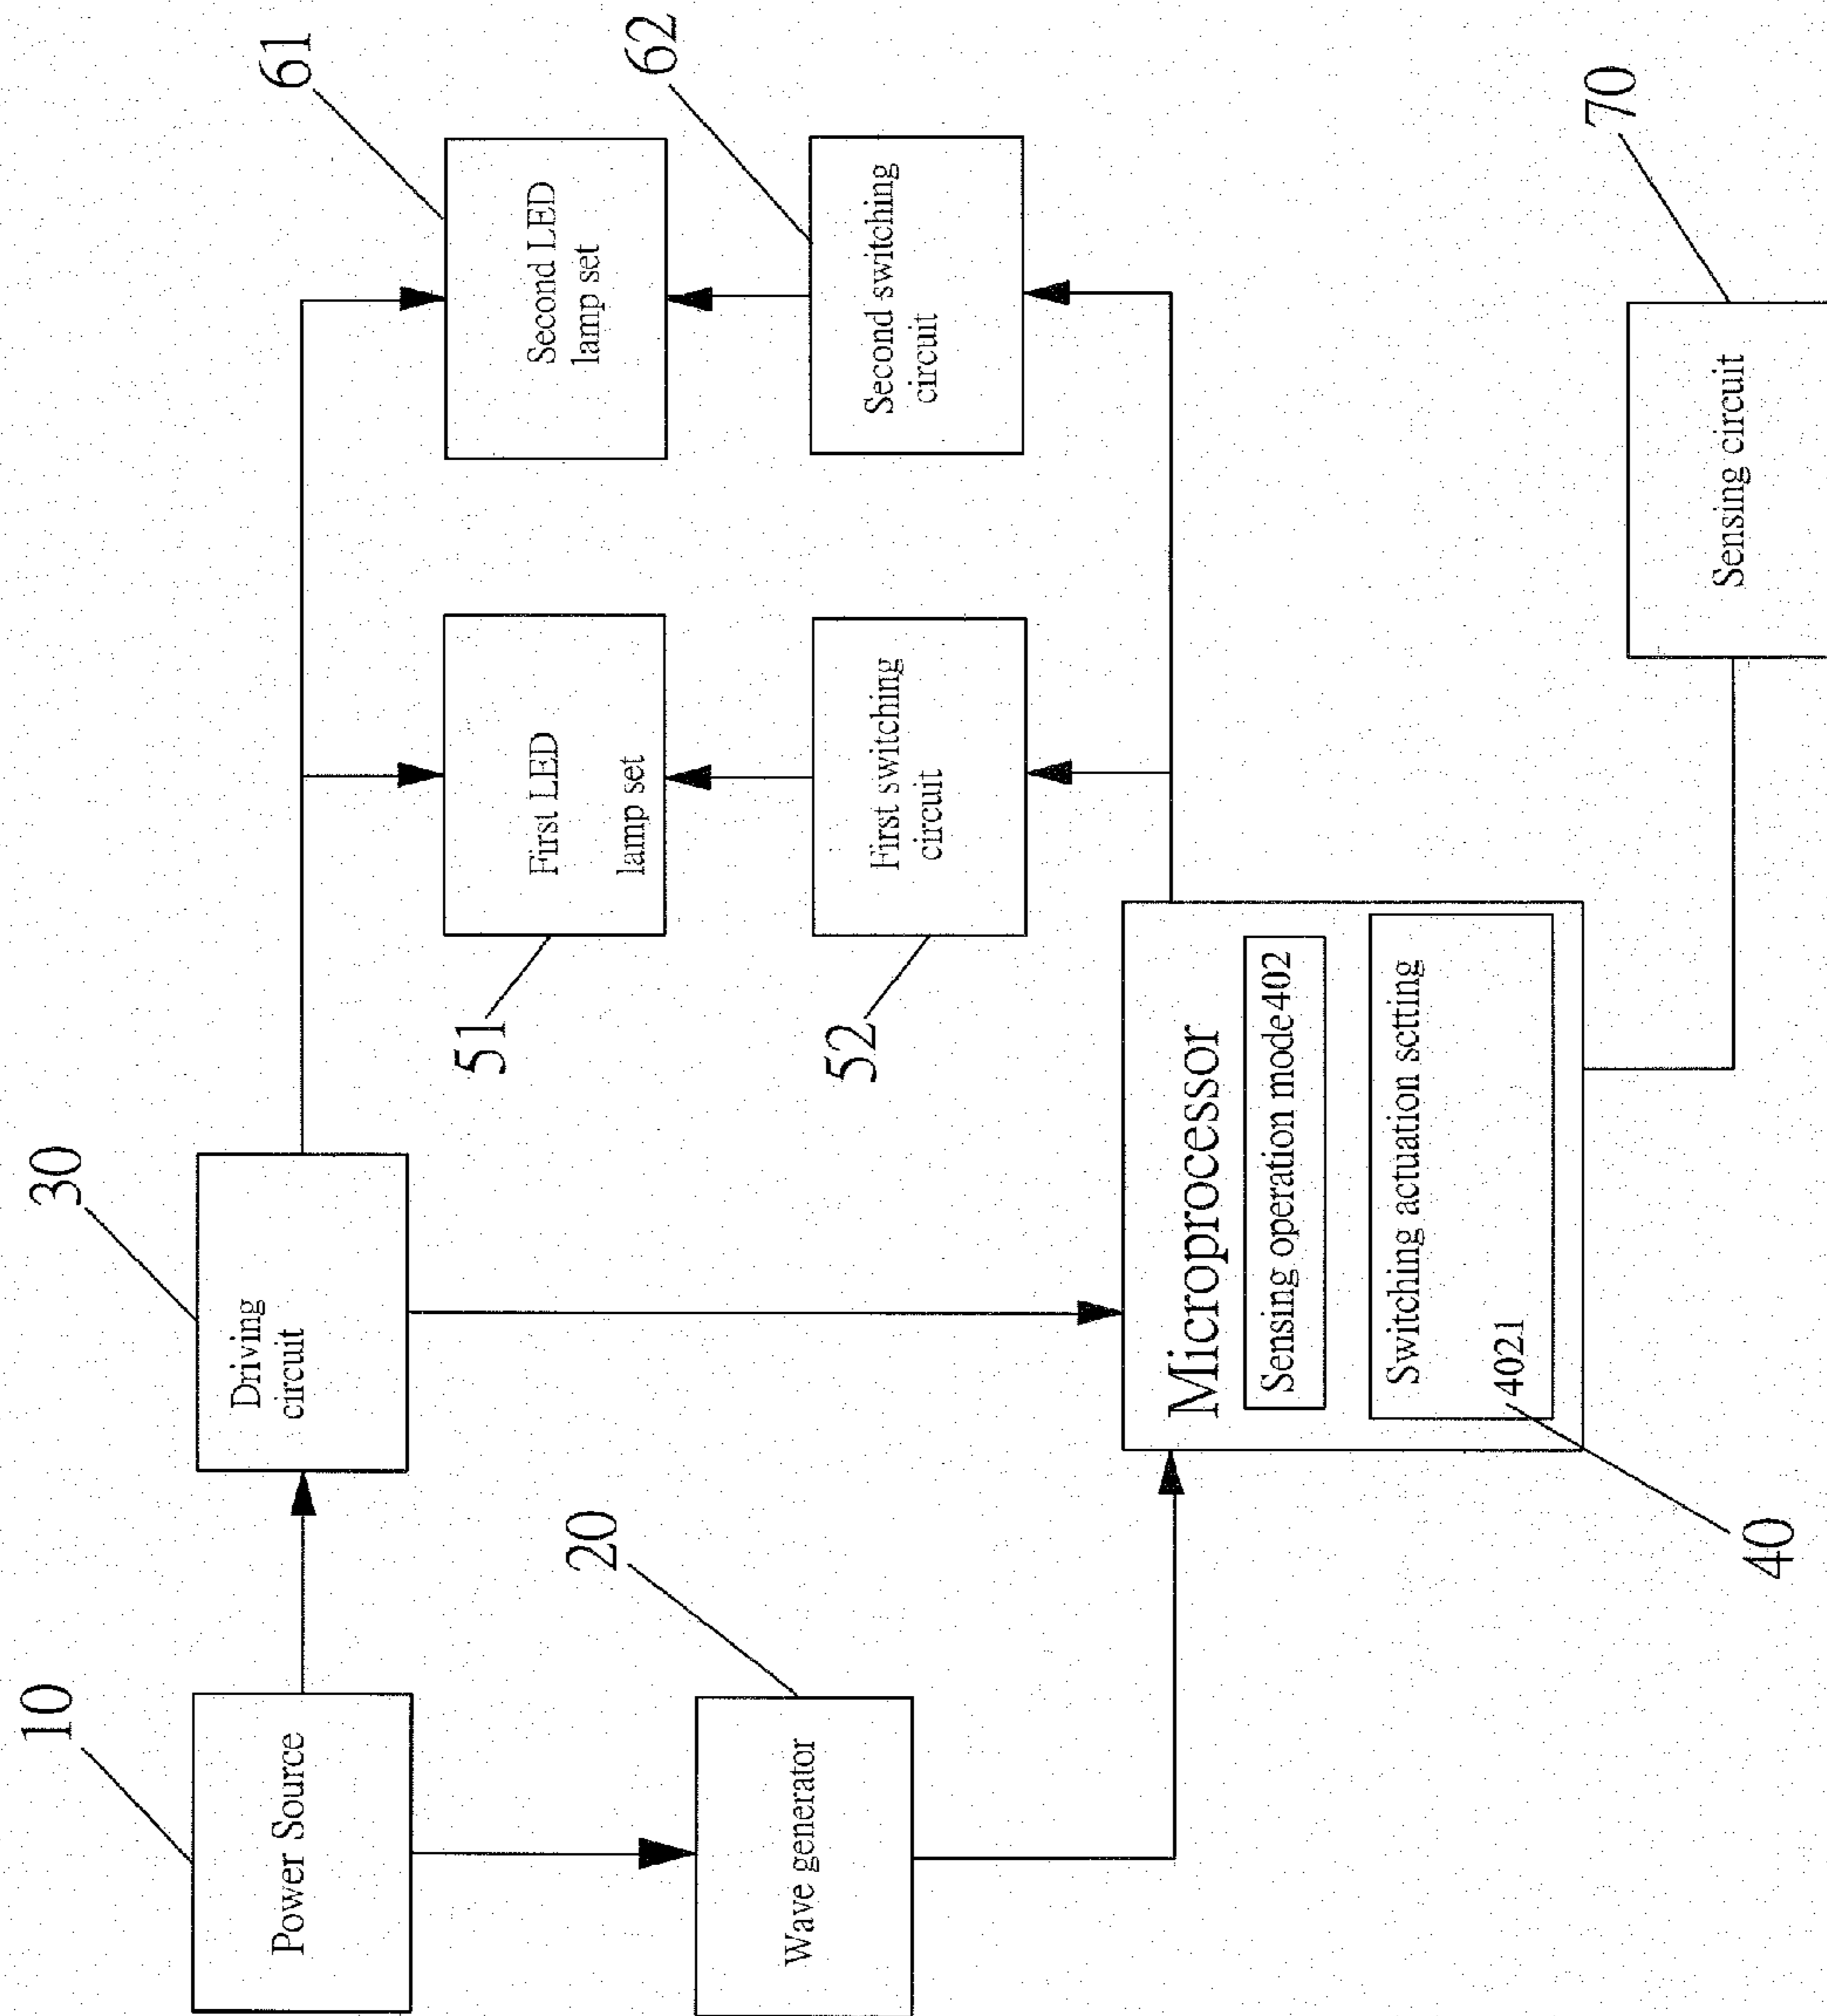 10
Power Source
30
Driving
circuit
61
Second LED
lamp set
62
Second switching
circuit
51
First LED
lamp set
52
First switching
circuit
20
Wave generator
Microprocessor
Sensing operation mode402
Switching actuation sctting
4021
40
70
Sensing circuit